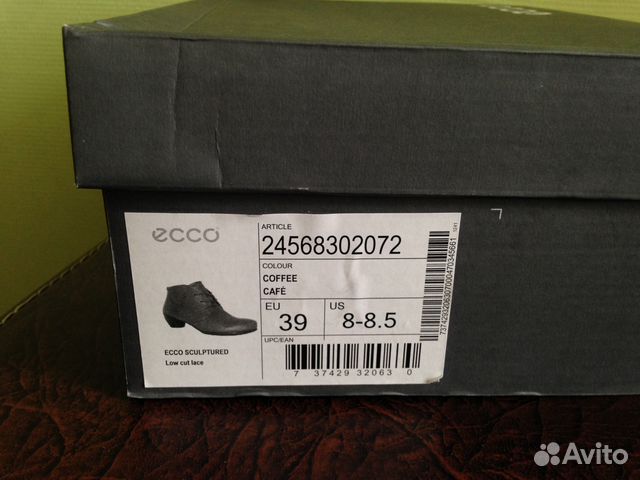 ecco
ARTICLE
24568302072
COLOUR
COFFEE
CAFÉ
EU
39
US
8-8.5
UPC/EAN
7 37429 32063 0
ECCO SCULPTURED
Low cut lace
Avito